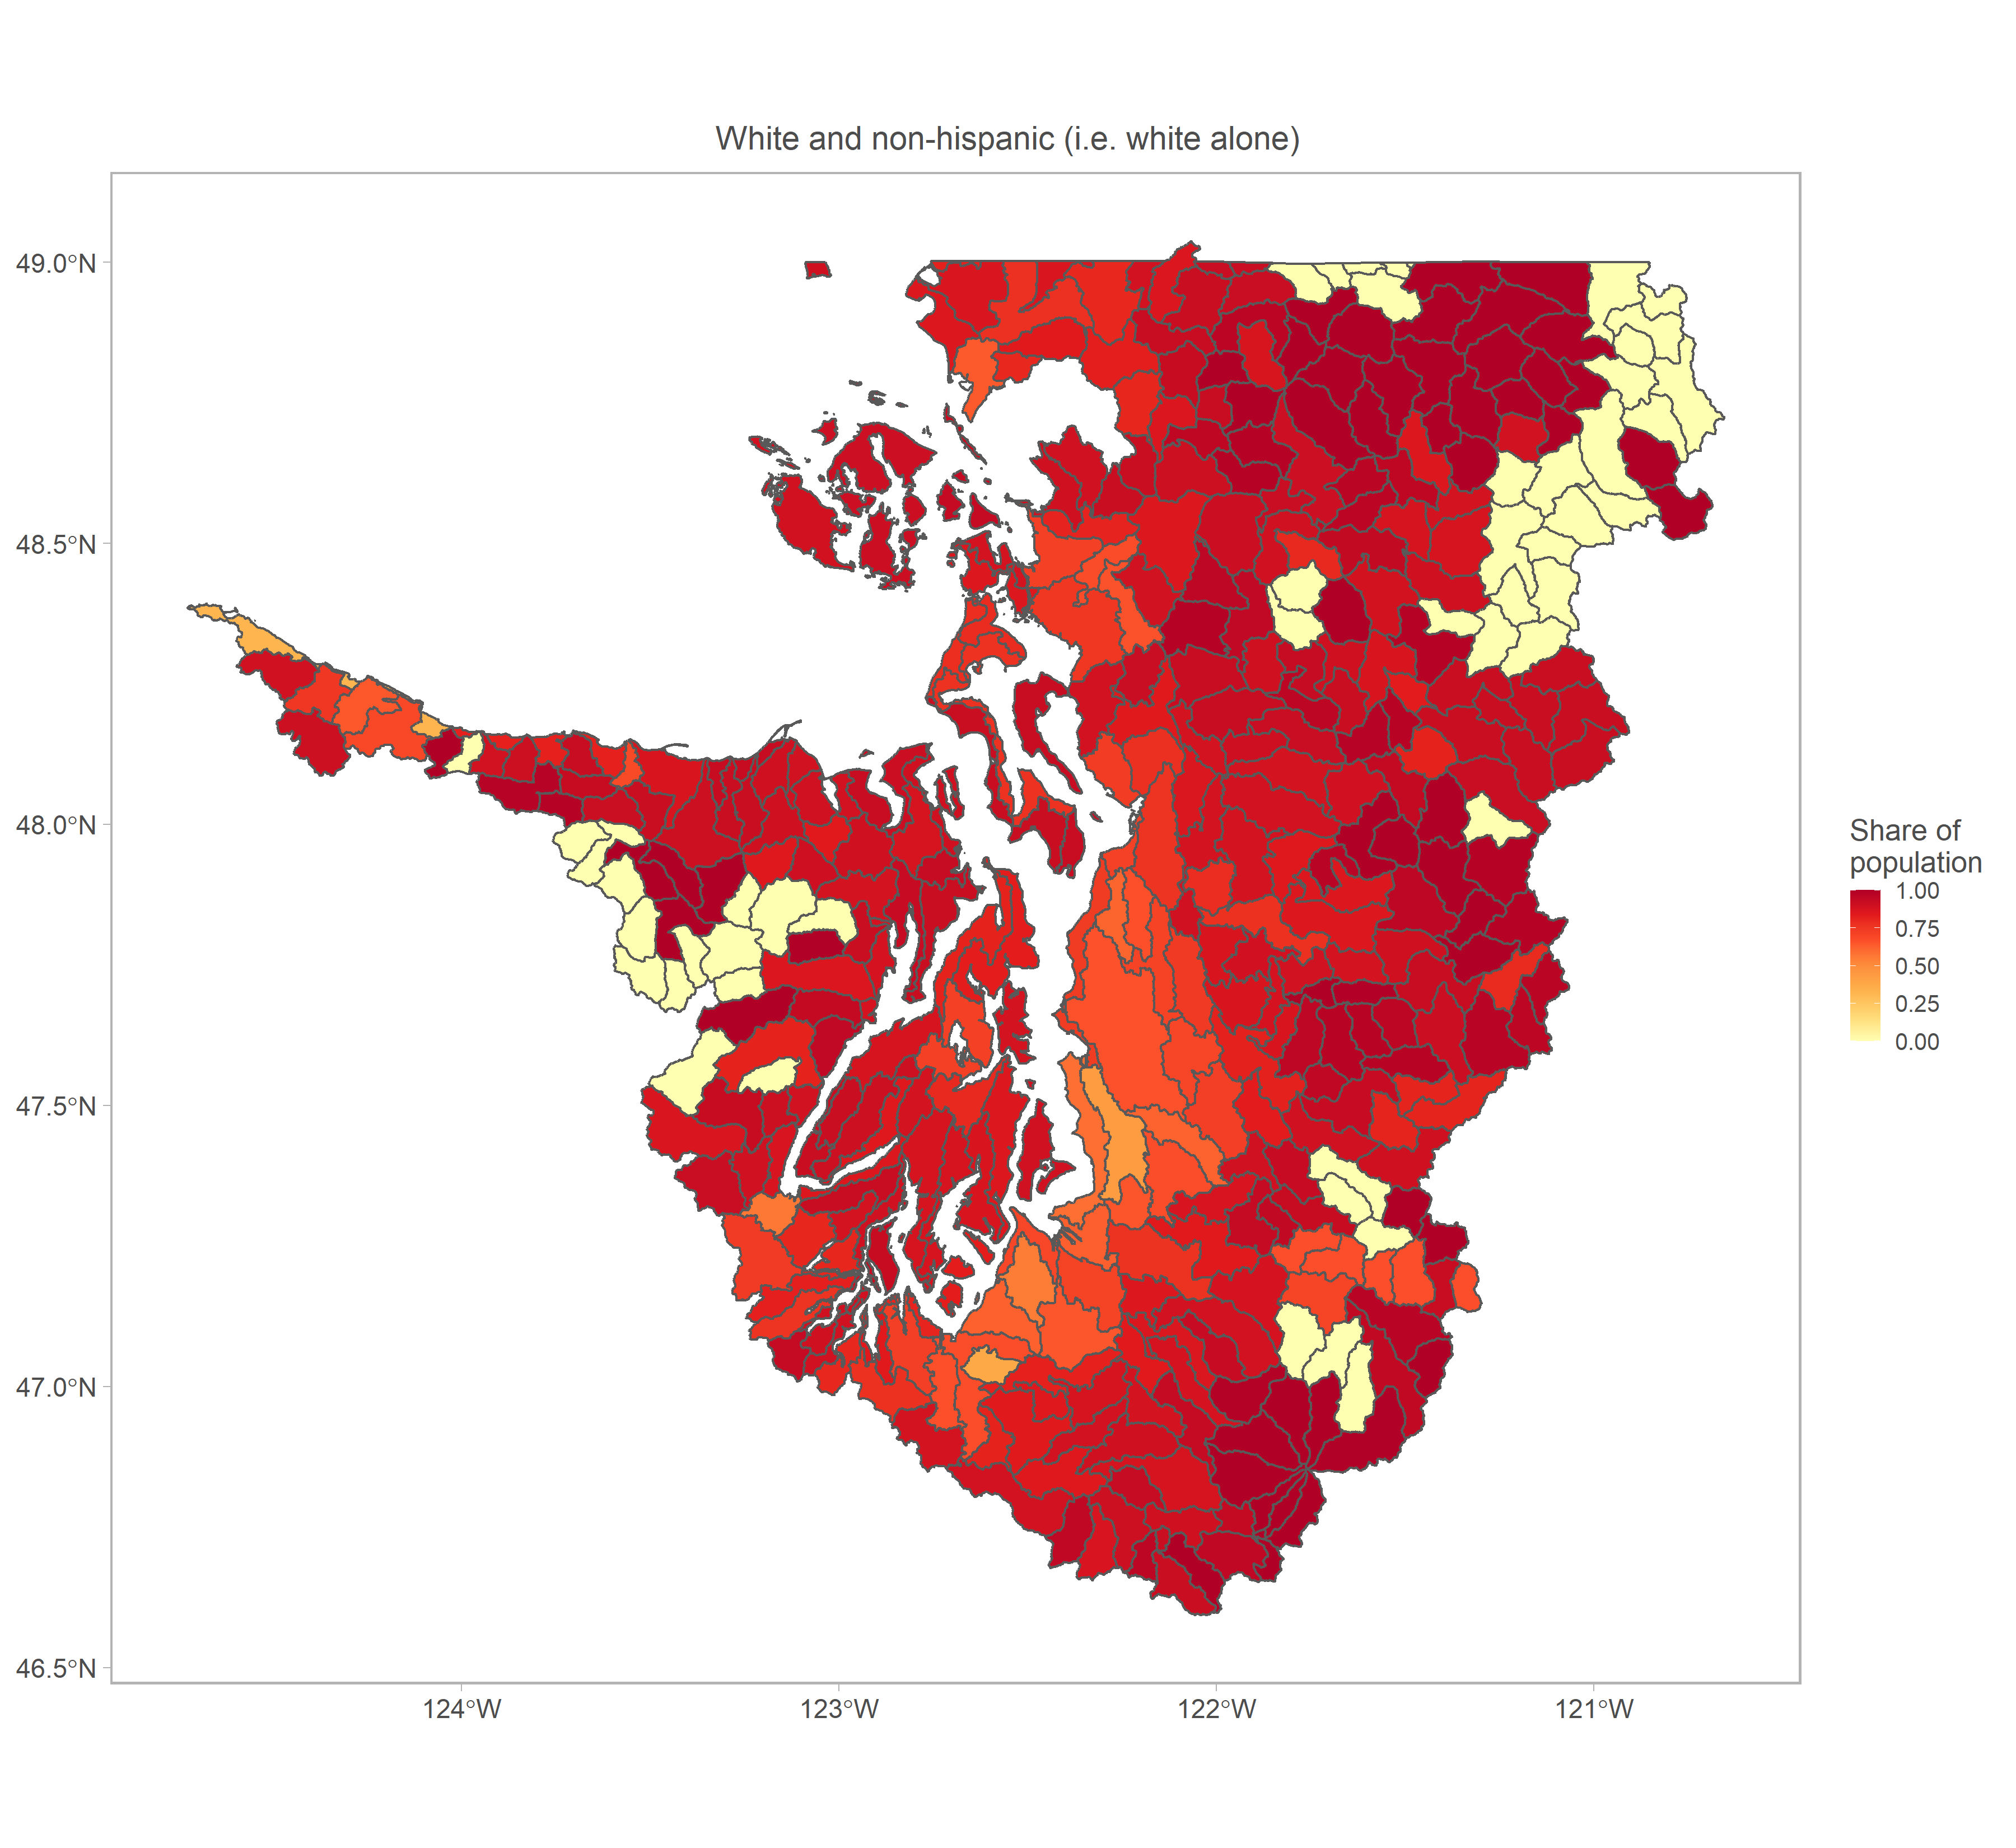 White and non-hispanic (i.e. white alone)
49.0°N
48.5°N
48.0°N
47.5°N
47.0°N
46.5°N
124°W
123°W
122°W
121°W
Share of
population
1.00
0.75
0.50
0.25
0.00